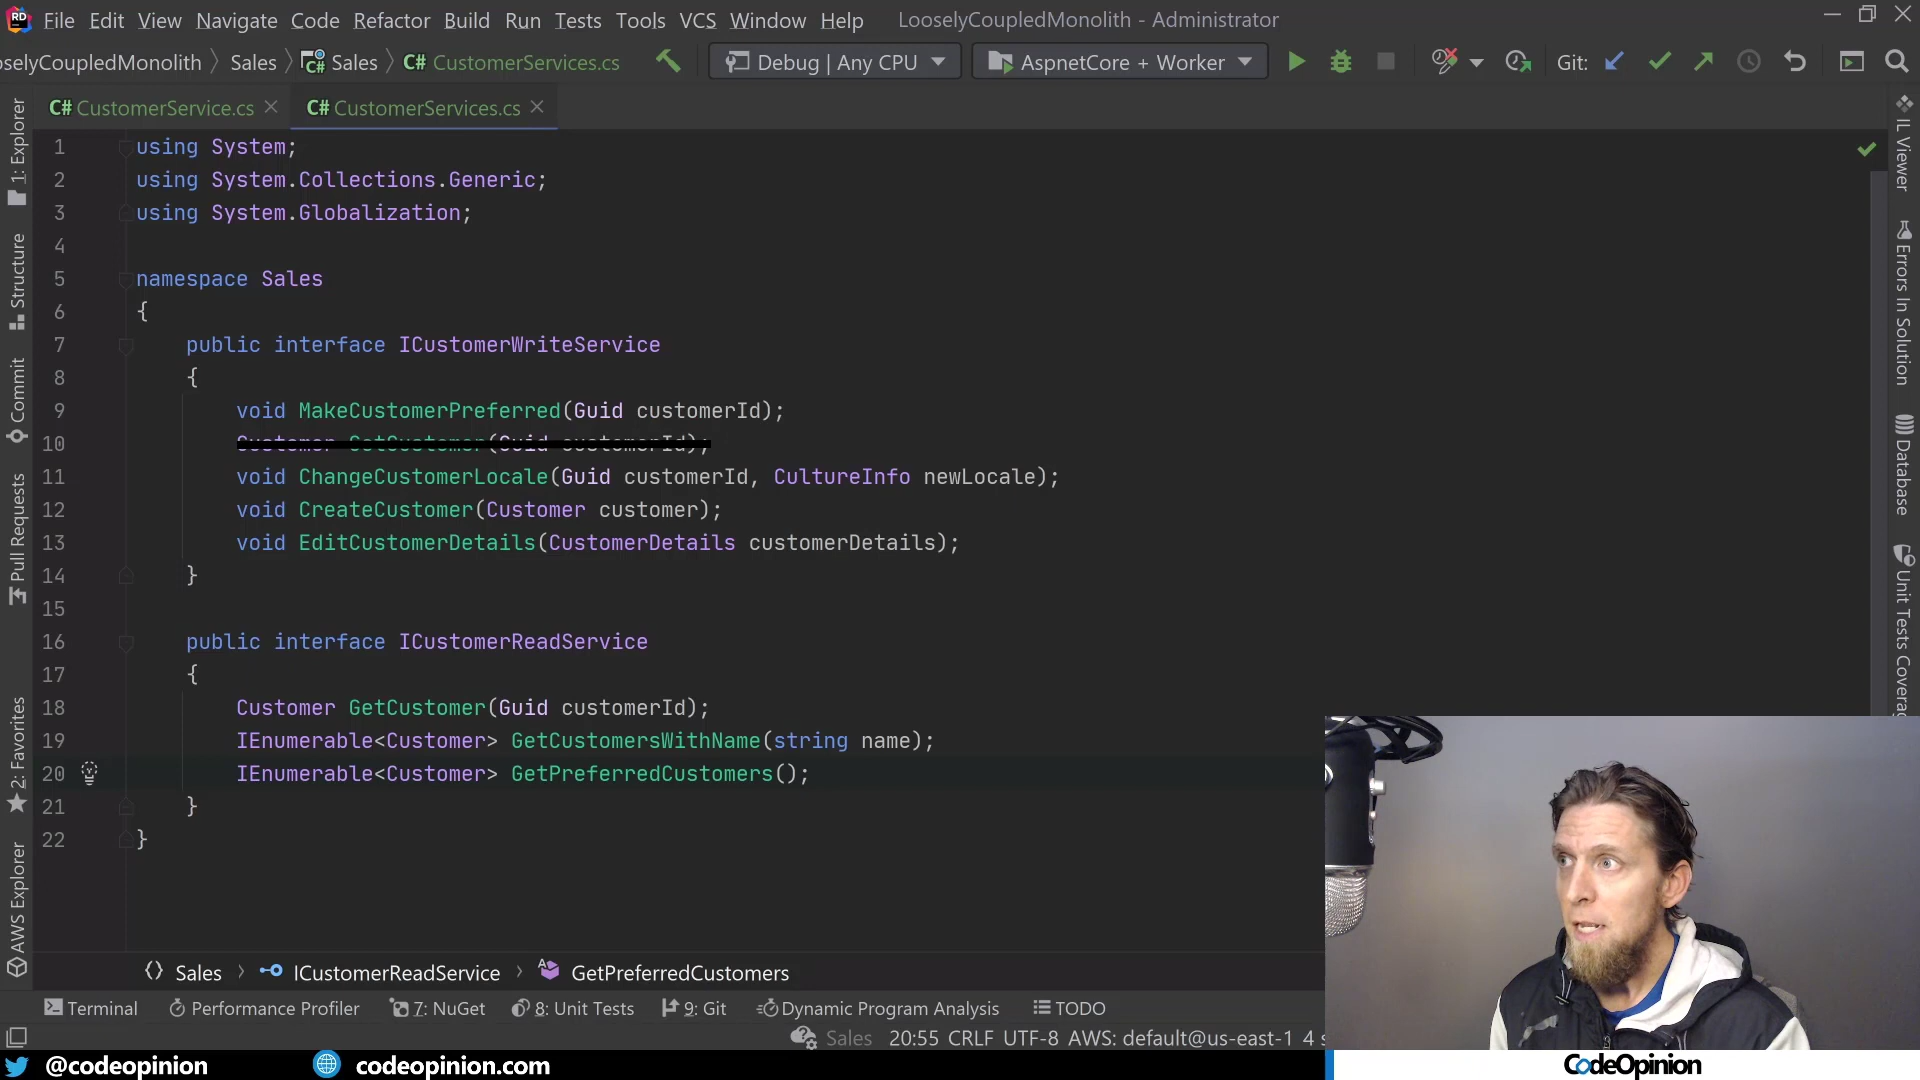 File Edit View Navigate Code Refactor Build Run Tests Tools VCS Window Help LooselyCoupledMonolith - Administrator
oselyCoupledMonolith Sales C# Sales C# CustomerServices.cs Debug | Any CPU AspnetCore + Worker Git:
C# CustomerService.cs C# CustomerServices.cs
1 using System;
2 using System.Collections.Generic;
3 using System.Globalization;
4
5 namespace Sales
6 {
7 public interface ICustomerWriteService
8 {
9 void MakeCustomerPreferred(Guid customerId);
10 Customer GetCustomer(Guid customerId);
11 void ChangeCustomerLocale(Guid customerId, CultureInfo newLocale);
12 void CreateCustomer(Customer customer);
13 void EditCustomerDetails(CustomerDetails customerDetails);
14 }
15
16 public interface ICustomerReadService
17 {
18 Customer GetCustomer(Guid customerId);
19 IEnumerable<Customer> GetCustomersWithName(string name);
20 IEnumerable<Customer> GetPreferredCustomers();
21 }
22 }
1: Explorer
Structure
Commit
Pull Requests
2: Favorites
AWS Explorer
IL Viewer
Errors In Solution
Database
Unit Tests Coverag
Sales ICustomerReadService GetPreferredCustomers
Terminal Performance Profiler 7: NuGet 8: Unit Tests 9: Git Dynamic Program Analysis TODO
Sales 20:55 CRLF UTF-8 AWS: default@us-east-1 4 s
@codeopinion codeopinion.com
CodeOpinion